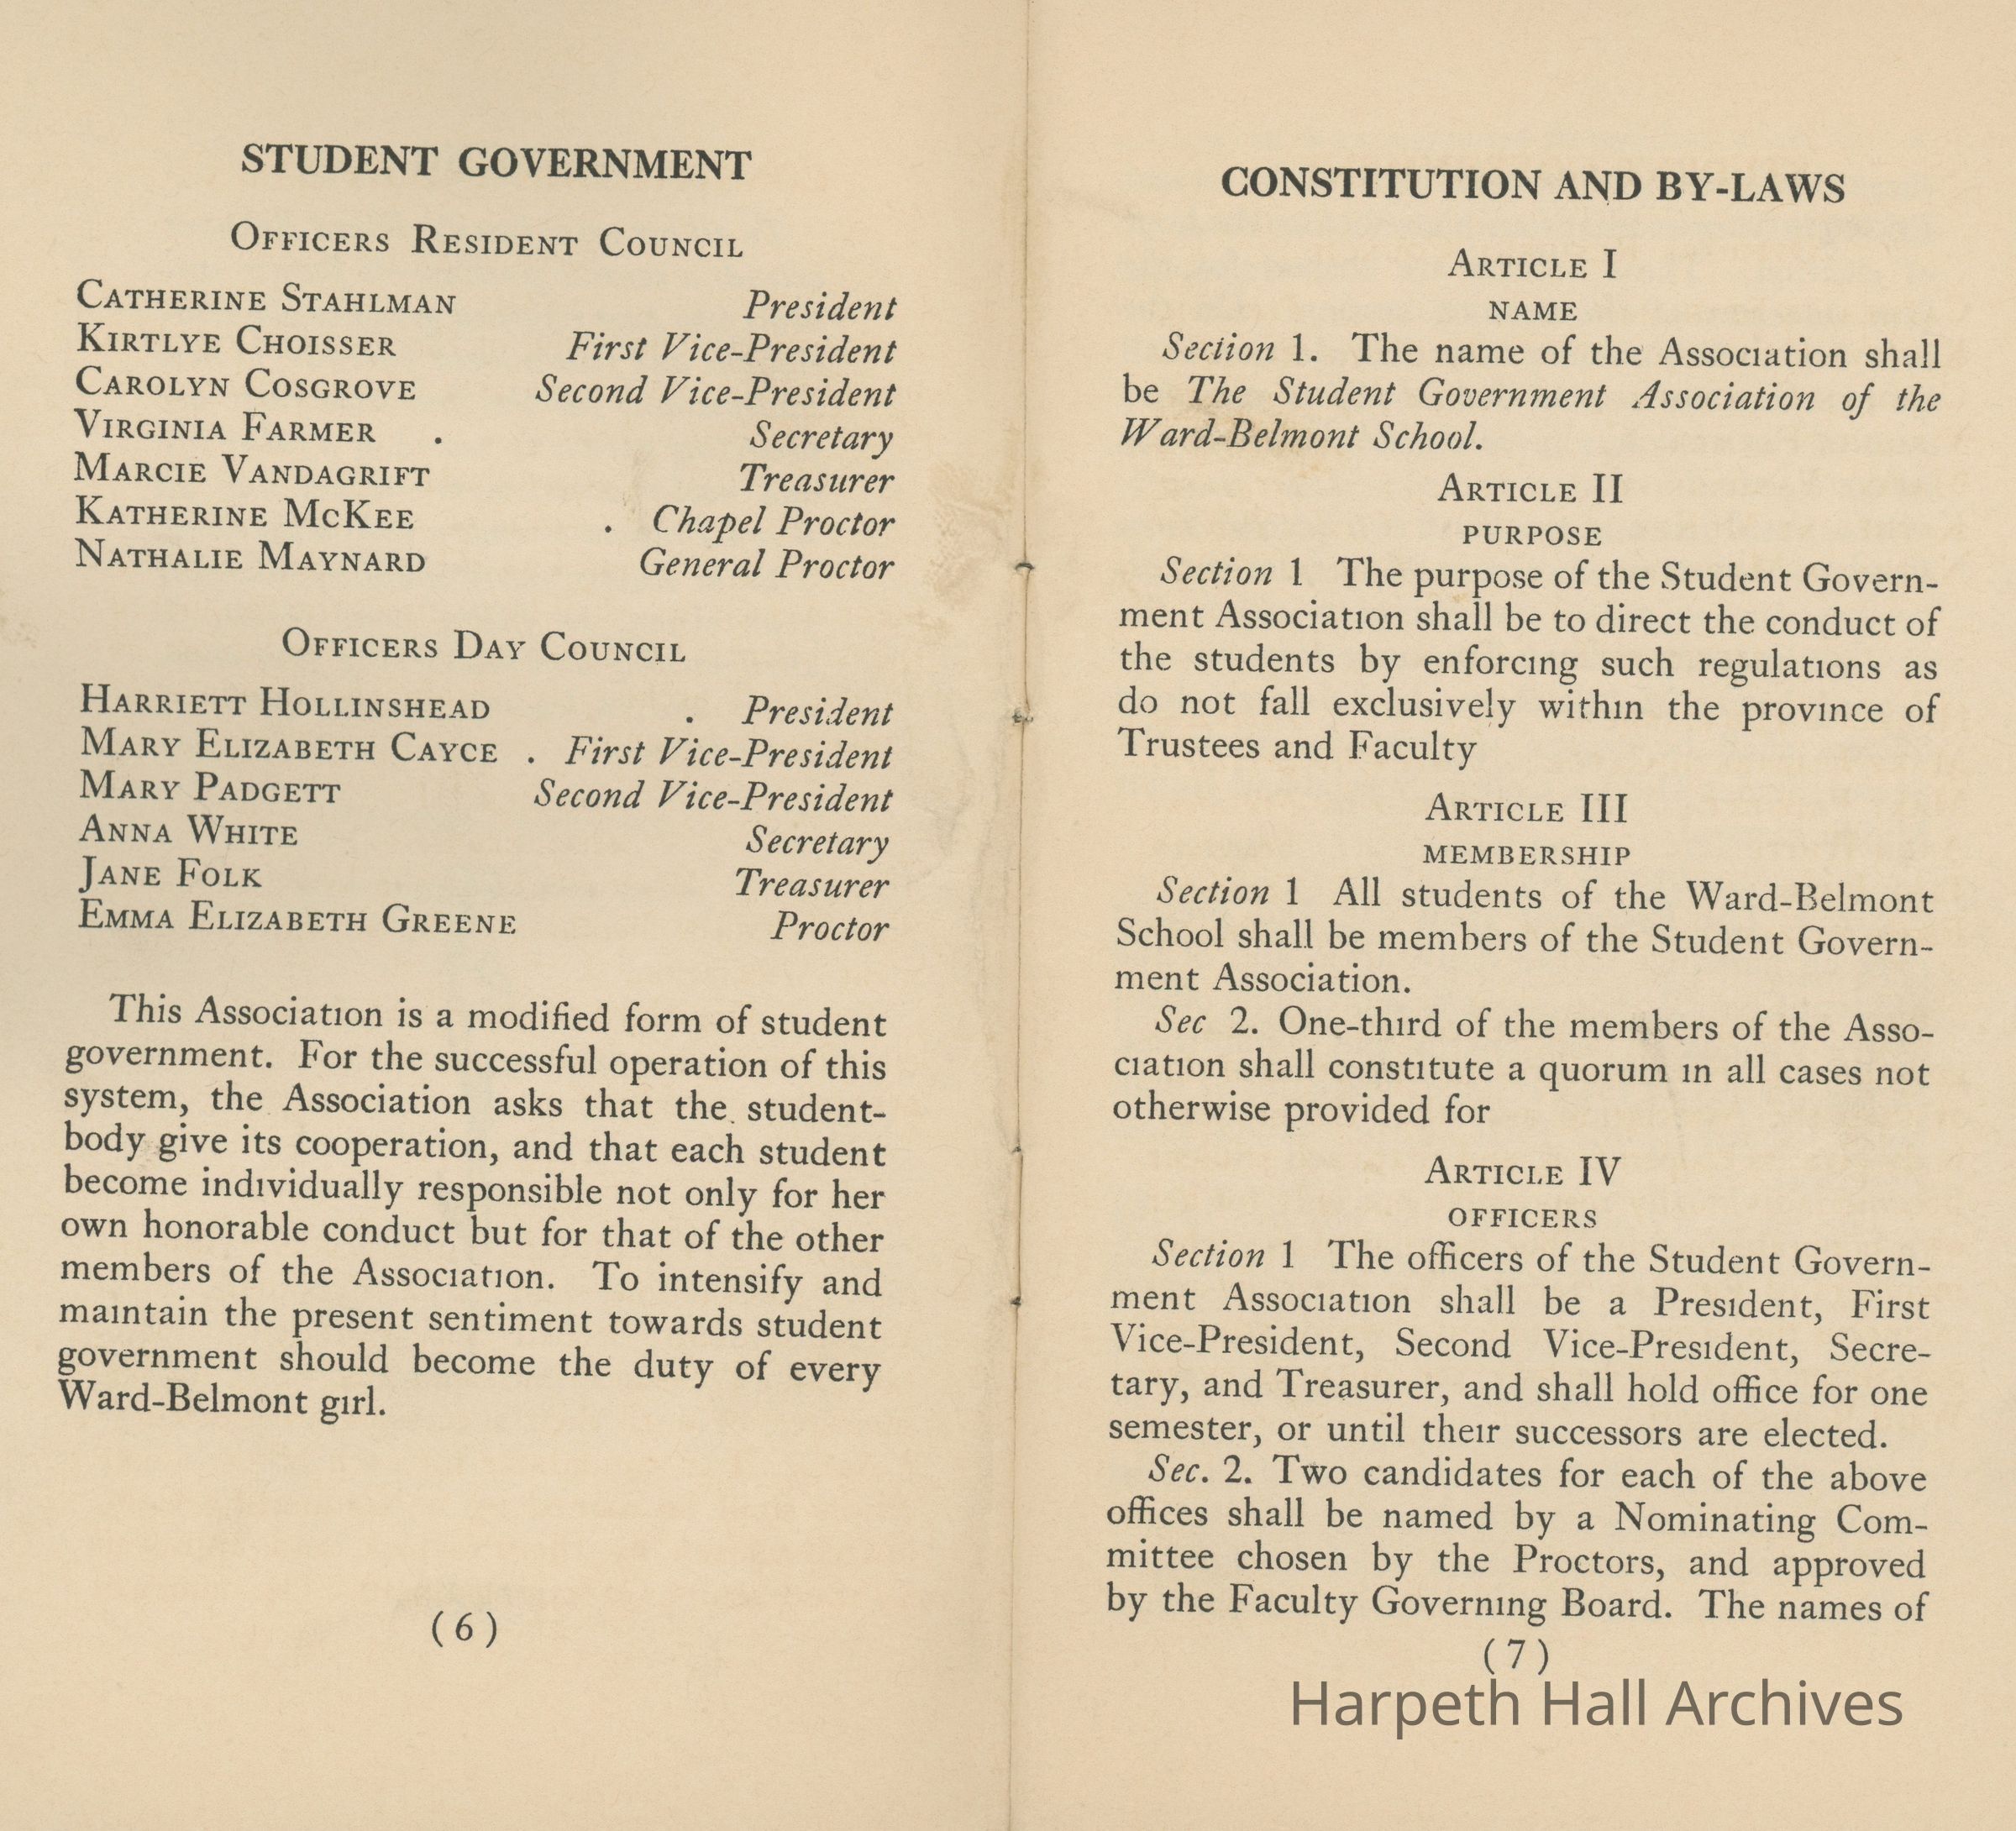 STUDENT GOVERNMENT
OFFICERS RESIDENT COUNCIL
CATHERINE STAHLMAN President
KIRTLYE CHOISSER First Vice-President
CAROLYN COSGROVE Second Vice-President
VIRGINIA FARMER . Secretary
MARCIE VANDAGRIFT Treasurer
KATHERINE MCKEE . Chapel Proctor
NATHALIE MAYNARD General Proctor
OFFICERS DAY COUNCIL
HARRIETT HOLLINSHEAD . President
MARY ELIZABETH CAYCE . First Vice-President
MARY PADGETT Second Vice-President
ANNA WHITE Secretary
JANE FOLK Treasurer
EMMA ELIZABETH GREENE Proctor
This Association is a modified form of student
government. For the successful operation of this
system, the Association asks that the student-
body give its cooperation, and that each student
become individually responsible not only for her
own honorable conduct but for that of the other
members of the Association. To intensify and
maintain the present sentiment towards student
government should become the duty of every
Ward-Belmont girl.
(6)
CONSTITUTION AND BY-LAWS
ARTICLE I
NAME
Section 1. The name of the Association shall
be The Student Government Association of the
Ward-Belmont School.
ARTICLE II
PURPOSE
Section 1 The purpose of the Student Govern-
ment Association shall be to direct the conduct of
the students by enforcing such regulations as
do not fall exclusively within the province of
Trustees and Faculty
ARTICLE III
MEMBERSHIP
Section 1 All students of the Ward-Belmont
School shall be members of the Student Govern-
ment Association.
Sec 2. One-third of the members of the Asso-
ciation shall constitute a quorum in all cases not
otherwise provided for
ARTICLE IV
OFFICERS
Section 1 The officers of the Student Govern-
ment Association shall be a President, First
Vice-President, Second Vice-President, Secre-
tary, and Treasurer, and shall hold office for one
semester, or until their successors are elected.
Sec. 2. Two candidates for each of the above
offices shall be named by a Nominating Com-
mittee chosen by the Proctors, and approved
by the Faculty Governing Board. The names of
(7)
Harpeth Hall Archives